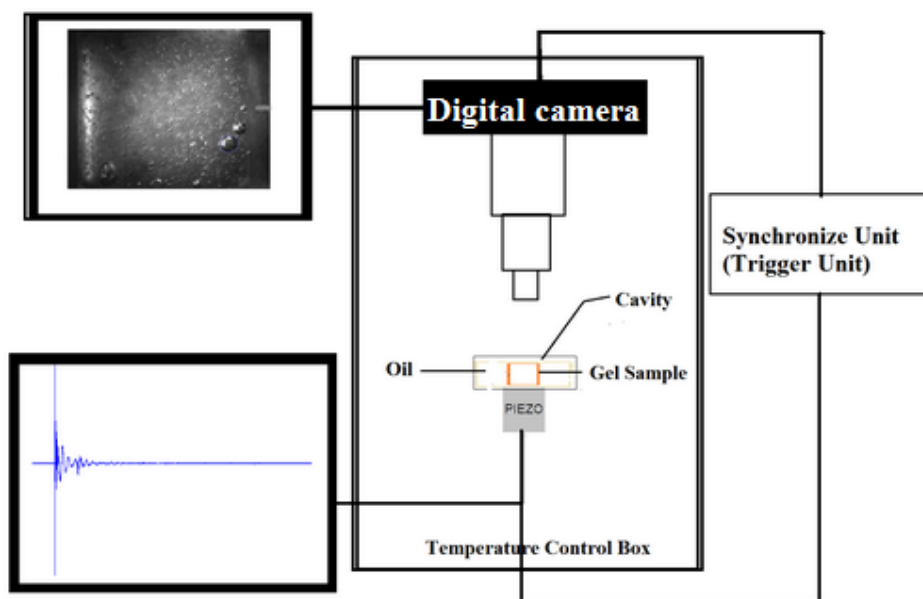 Digital camera
Synchronize Unit
(Trigger Unit)
Cavity
Oil
Gel Sample
PIEZO
Temperature Control Box